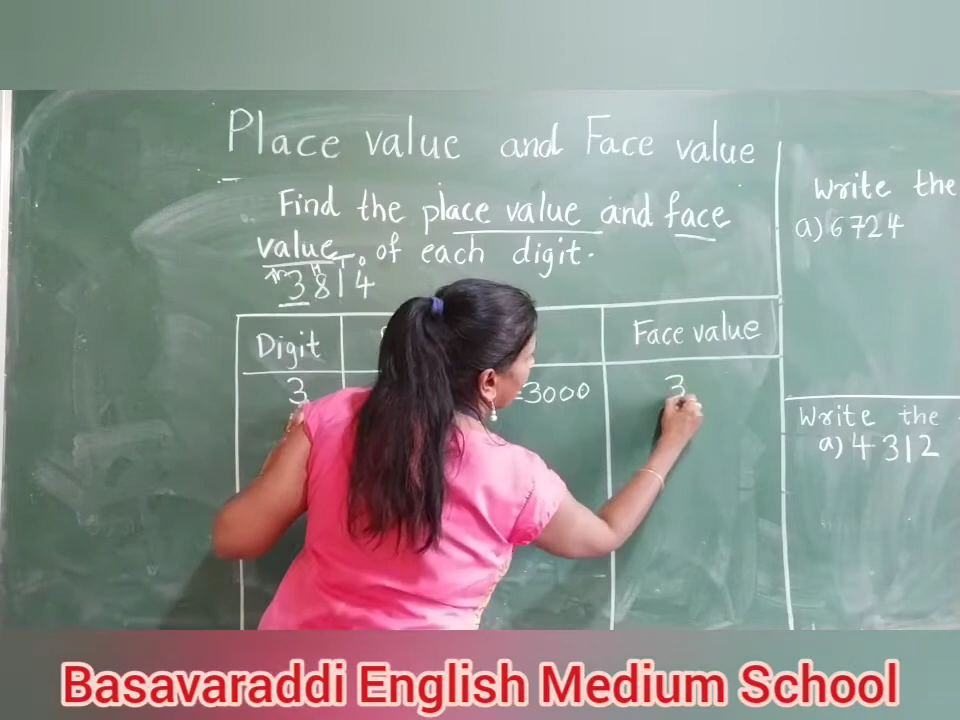 Place value and Face value
Find the place value and face
value of each digit.
Th H T O
3814
Digit
Face value
3
=3000
3
Write the
a) 6724
Write the
a) 4312
Basavaraddi English Medium School